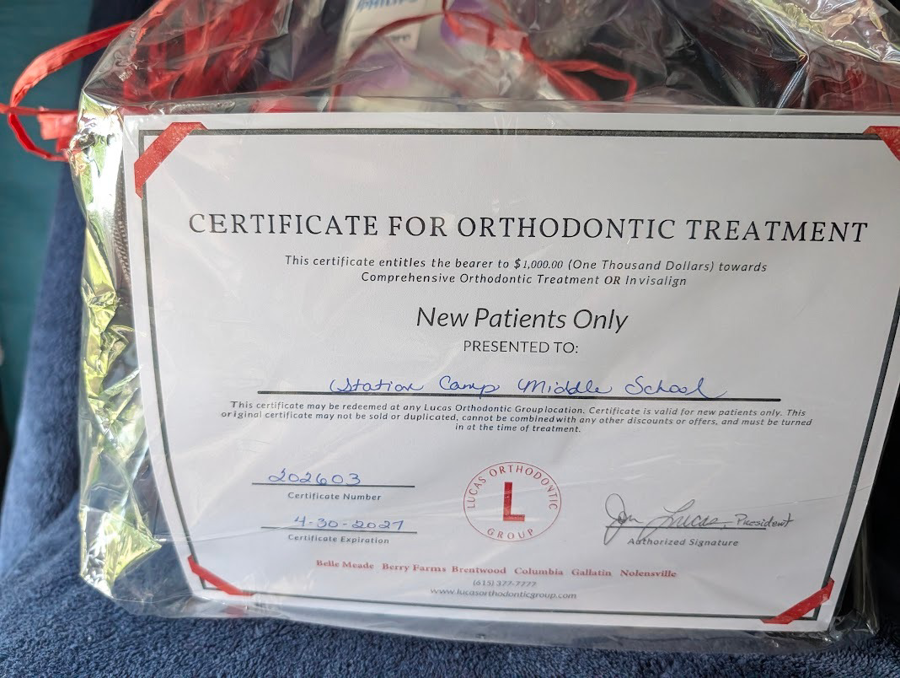 PHILIPS
CERTIFICATE FOR ORTHODONTIC TREATMENT
This certificate entitles the bearer to $1,000.00 (One Thousand Dollars) towards
Comprehensive Orthodontic Treatment OR Invisalign
New Patients Only
PRESENTED TO:
Station Camp Middle School
This certificate may be redeemed at any Lucas Orthodontic Group location. Certificate is valid for new patients only. This
original certificate may not be sold or duplicated, cannot be combined with any other discounts or offers, and must be turned
in at the time of treatment.
202603
Certificate Number
4-30-2027
Certificate Expiration
LUCAS ORTHODONTIC
L
GROUP
Jon Lucas, President
Authorized Signature
Belle Meade Berry Farms Brentwood Columbia Gallatin Nolensville
(615) 377-7777
www.lucasorthodonticgroup.com